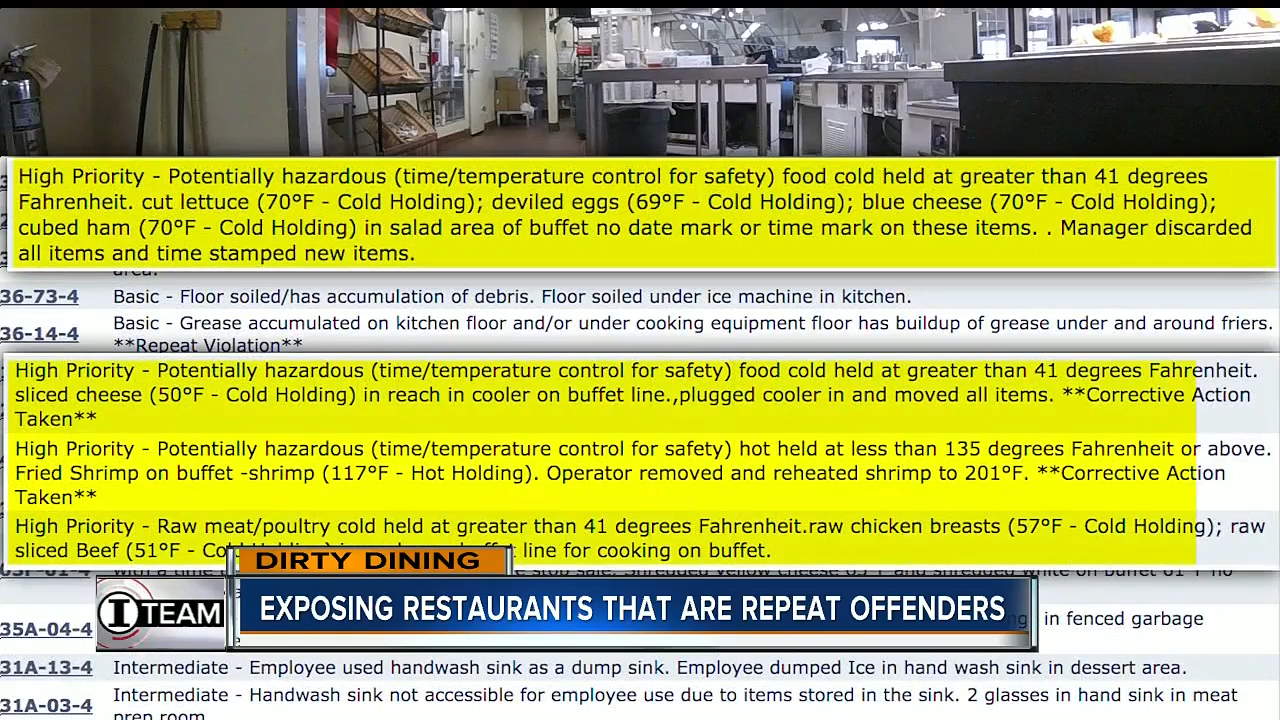 High Priority - Potentially hazardous (time/temperature control for safety) food cold held at greater than 41 degrees
Fahrenheit. cut lettuce (70°F - Cold Holding); deviled eggs (69°F - Cold Holding); blue cheese (70°F - Cold Holding);
cubed ham (70°F - Cold Holding) in salad area of buffet no date mark or time mark on these items. . Manager discarded
all items and time stamped new items.
area.
36-73-4 Basic - Floor soiled/has accumulation of debris. Floor soiled under ice machine in kitchen.
36-14-4 Basic - Grease accumulated on kitchen floor and/or under cooking equipment floor has buildup of grease under and around friers.
**Repeat Violation**
High Priority - Potentially hazardous (time/temperature control for safety) food cold held at greater than 41 degrees Fahrenheit.
sliced cheese (50°F - Cold Holding) in reach in cooler on buffet line.,plugged cooler in and moved all items. **Corrective Action
Taken**
High Priority - Potentially hazardous (time/temperature control for safety) hot held at less than 135 degrees Fahrenheit or above.
Fried Shrimp on buffet -shrimp (117°F - Hot Holding). Operator removed and reheated shrimp to 201°F. **Corrective Action
Taken**
High Priority - Raw meat/poultry cold held at greater than 41 degrees Fahrenheit.raw chicken breasts (57°F - Cold Holding); raw
sliced Beef (51°F - line for cooking on buffet.
DIRTY DINING
I TEAM
EXPOSING RESTAURANTS THAT ARE REPEAT OFFENDERS
35A-04-4 in fenced garbage
31A-13-4 Intermediate - Employee used handwash sink as a dump sink. Employee dumped Ice in hand wash sink in dessert area.
31A-03-4 Intermediate - Handwash sink not accessible for employee use due to items stored in the sink. 2 glasses in hand sink in meat
prep room.